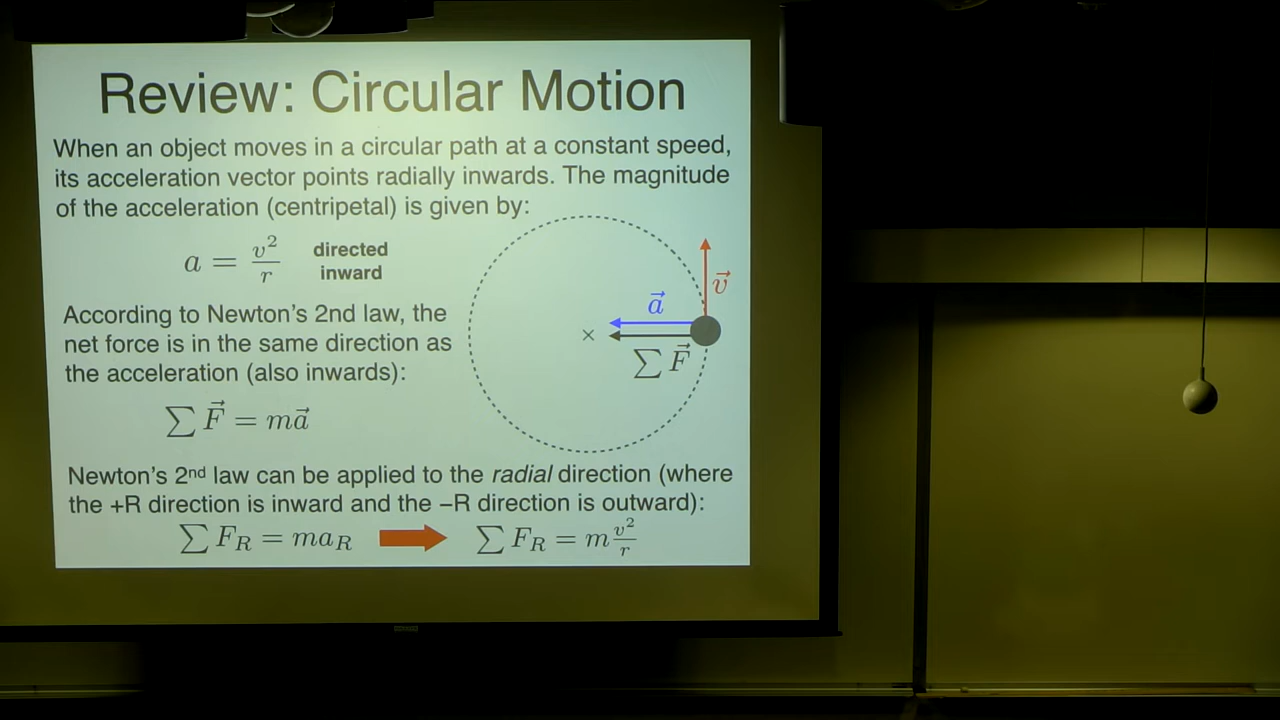 Review: Circular Motion
When an object moves in a circular path at a constant speed,
its acceleration vector points radially inwards. The magnitude
of the acceleration (centripetal) is given by:
a = v²/r
directed
inward
According to Newton's 2nd law, the
net force is in the same direction as
the acceleration (also inwards):
∑ F⃗ = ma⃗
v⃗
a⃗
×
∑ F⃗
Newton's 2nd law can be applied to the radial direction (where
the +R direction is inward and the −R direction is outward):
∑ F_R = ma_R ∑ F_R = m v²/r